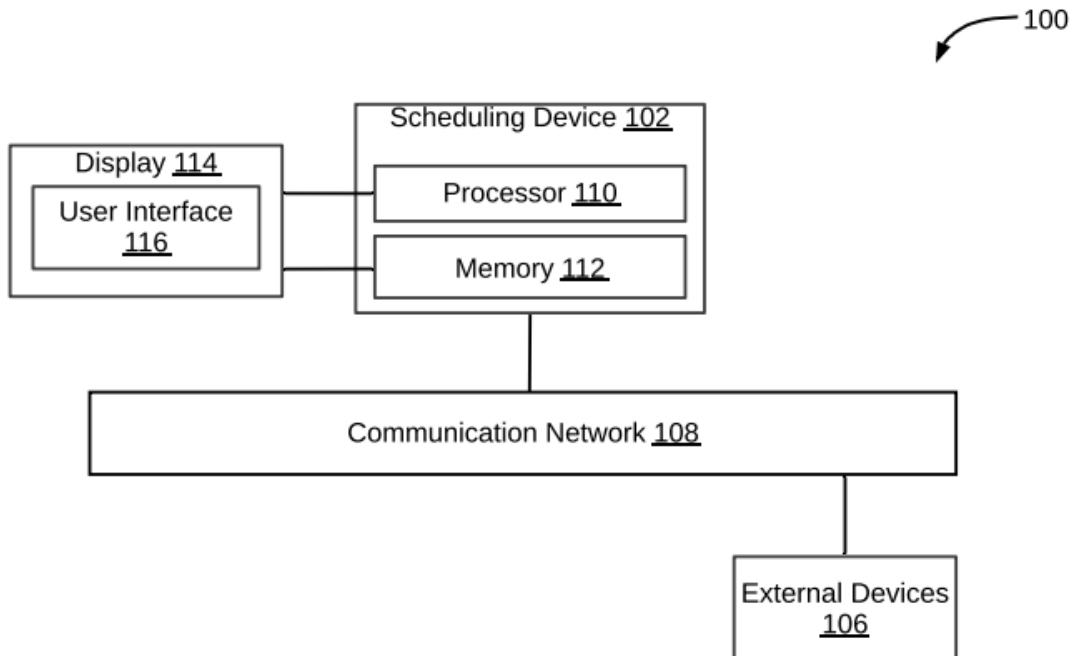 100
Scheduling Device 102
Display 114
Processor 110
User Interface
116
Memory 112
Communication Network 108
External Devices
106